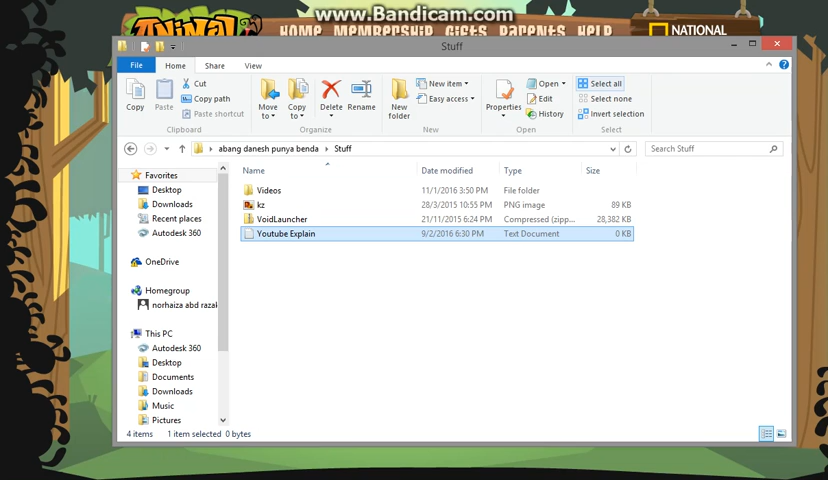 www.Bandicam.com
ANIMAL
HOME MEMBERSHIP GIFTS PARENTS HELP
NATIONAL
Stuff
File Home Share View
Copy
Paste
Cut
Copy path
Paste shortcut
Clipboard
Move to
Copy to
Delete
Rename
Organize
New folder
New item
Easy access
New
Properties
Open
Edit
History
Open
Select all
Select none
Invert selection
Select
abang danesh punya benda Stuff
Search Stuff
Name Date modified Type Size
Videos 11/1/2016 3:50 PM File folder
kz 28/3/2015 10:55 PM PNG image 89 KB
VoidLauncher 21/11/2015 6:24 PM Compressed (zipp... 28,382 KB
Youtube Explain 9/2/2016 6:30 PM Text Document 0 KB
Favorites
Desktop
Downloads
Recent places
Autodesk 360
OneDrive
Homegroup
norhaiza abd razak
This PC
Autodesk 360
Desktop
Documents
Downloads
Music
Pictures
4 items 1 item selected 0 bytes